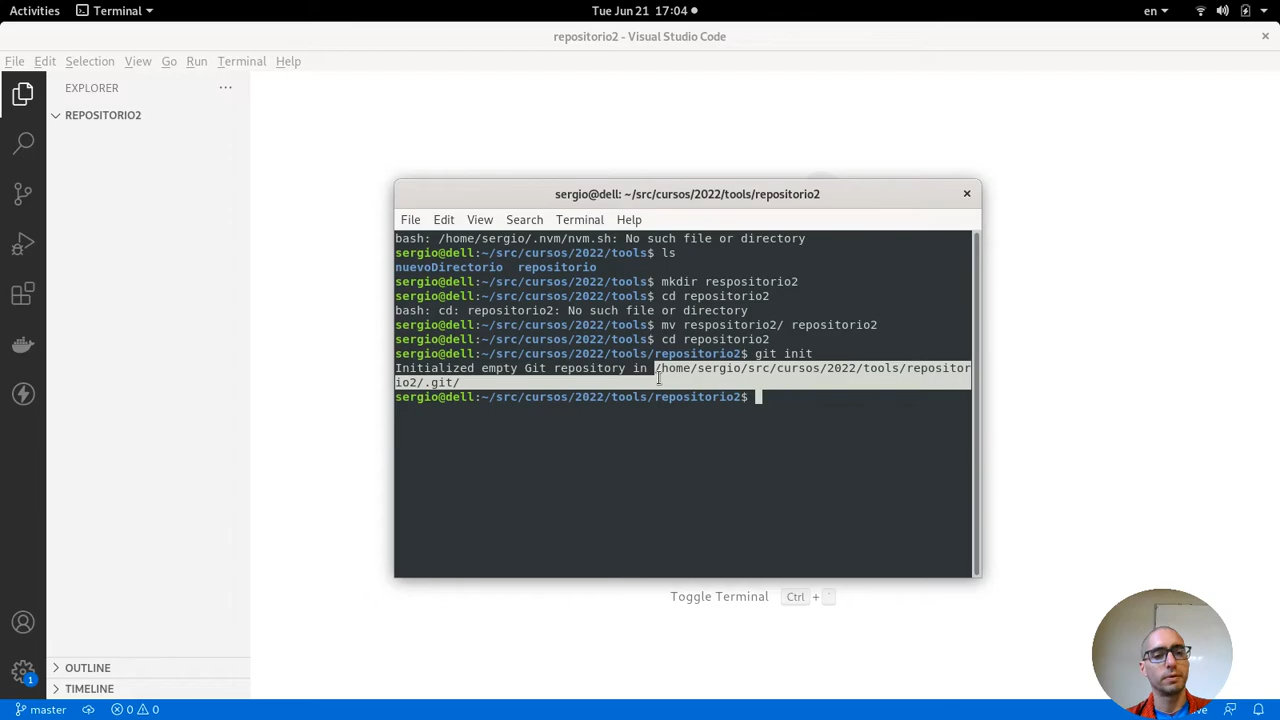 Activities Terminal Tue Jun 21 17:04 en
repositorio2 - Visual Studio Code
File Edit Selection View Go Run Terminal Help
EXPLORER
REPOSITORIO2
sergio@dell: ~/src/cursos/2022/tools/repositorio2
File Edit View Search Terminal Help
bash: /home/sergio/.nvm/nvm.sh: No such file or directory
sergio@dell:~/src/cursos/2022/tools$ ls
nuevoDirectorio repositorio
sergio@dell:~/src/cursos/2022/tools$ mkdir respositorio2
sergio@dell:~/src/cursos/2022/tools$ cd repositorio2
bash: cd: repositorio2: No such file or directory
sergio@dell:~/src/cursos/2022/tools$ mv respositorio2/ repositorio2
sergio@dell:~/src/cursos/2022/tools$ cd repositorio2
sergio@dell:~/src/cursos/2022/tools/repositorio2$ git init
Initialized empty Git repository in /home/sergio/src/cursos/2022/tools/repositor
io2/.git/
sergio@dell:~/src/cursos/2022/tools/repositorio2$
Toggle Terminal Ctrl + `
OUTLINE
1
TIMELINE
master 0 0